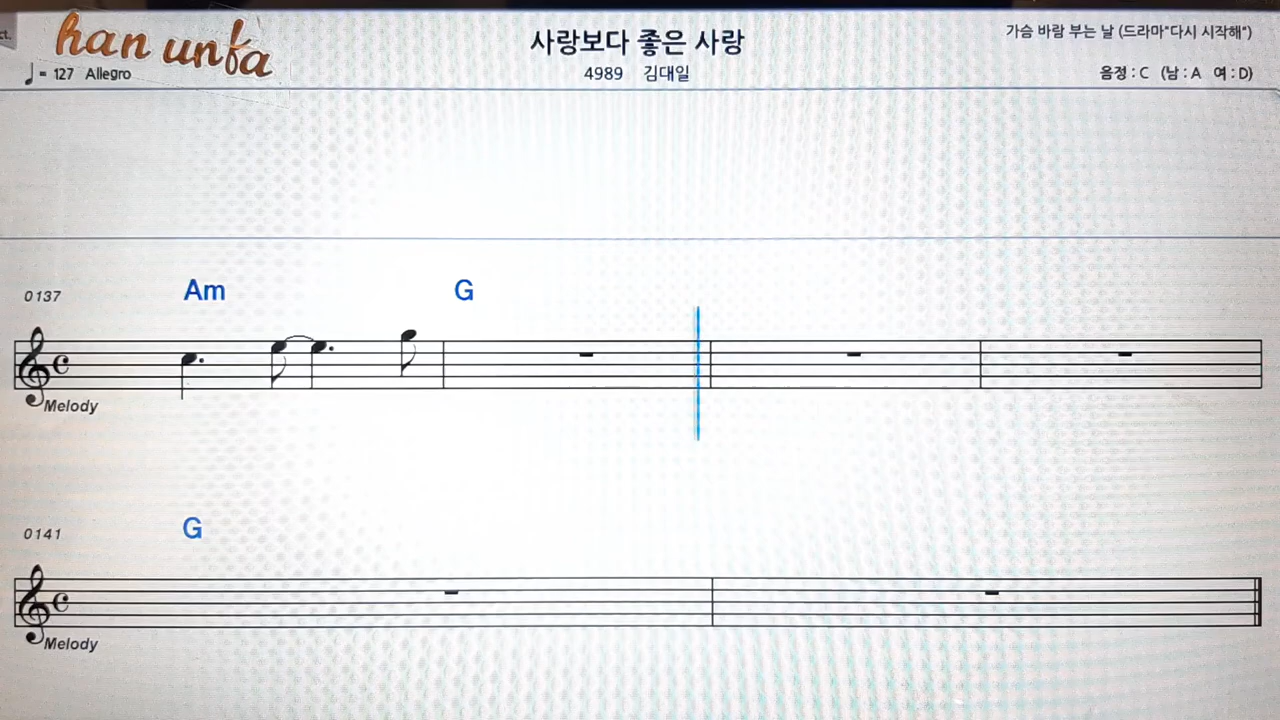 ct.
han unfa
사랑보다 좋은 사랑
가슴 바람 부는 날 (드라마"다시 시작해")
♩ = 127 Allegro
4989 김대일
음정 : C (남 : A 여 : D)
0137 Am G
Melody
0141 G
Melody